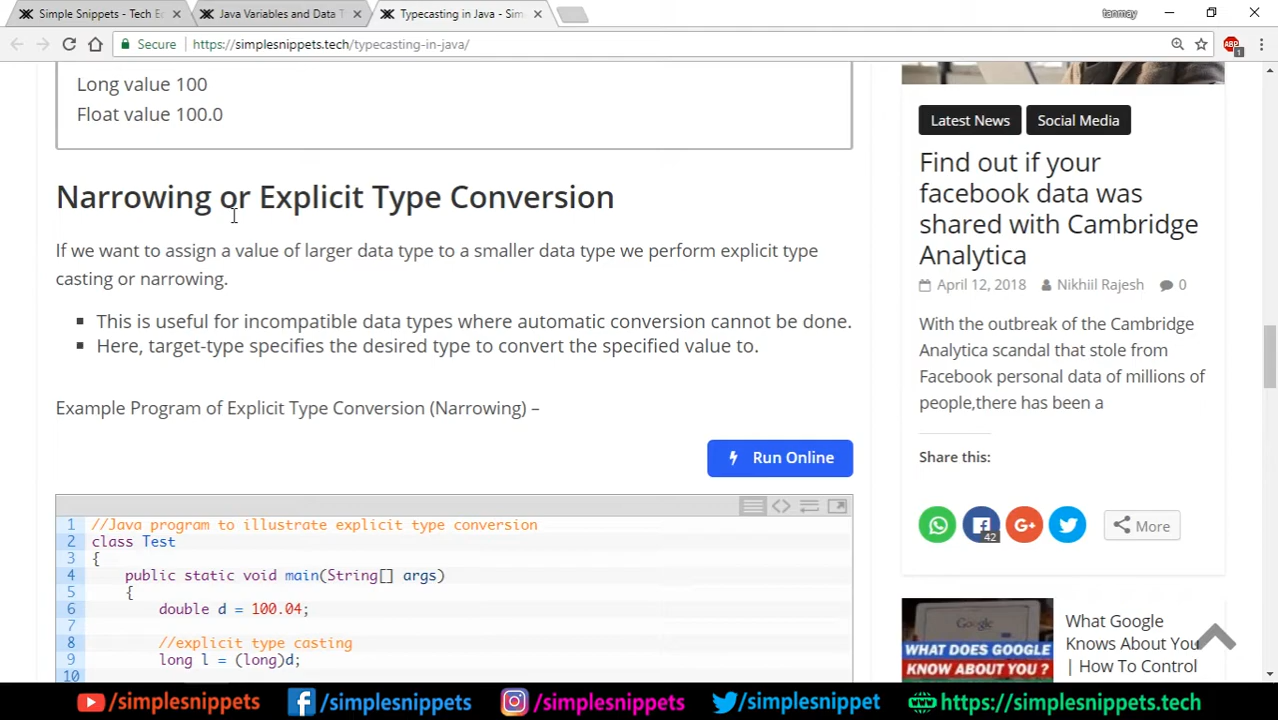 Simple Snippets - Tech E
Java Variables and Data T
Typecasting in Java - Sim
tanmay
Secure
https://simplesnippets.tech/typecasting-in-java/
ABP
1
Long value 100
Float value 100.0
Narrowing or Explicit Type Conversion
If we want to assign a value of larger data type to a smaller data type we perform explicit type
casting or narrowing.
This is useful for incompatible data types where automatic conversion cannot be done.
Here, target-type specifies the desired type to convert the specified value to.
Example Program of Explicit Type Conversion (Narrowing) –
Run Online
1 //Java program to illustrate explicit type conversion
2 class Test
3 {
4 public static void main(String[] args)
5 {
6 double d = 100.04;
7
8 //explicit type casting
9 long l = (long)d;
10
Latest News
Social Media
Find out if your
facebook data was
shared with Cambridge
Analytica
April 12, 2018 Nikhiil Rajesh 0
With the outbreak of the Cambridge
Analytica scandal that stole from
Facebook personal data of millions of
people,there has been a
Share this:
42
G+
More
Google
WHAT DOES GOOGLE
KNOW ABOUT YOU ?
What Google
Knows About You
| How To Control
/simplesnippets
/simplesnippets
/simplesnippets
/simplesnippets
https://simplesnippets.tech